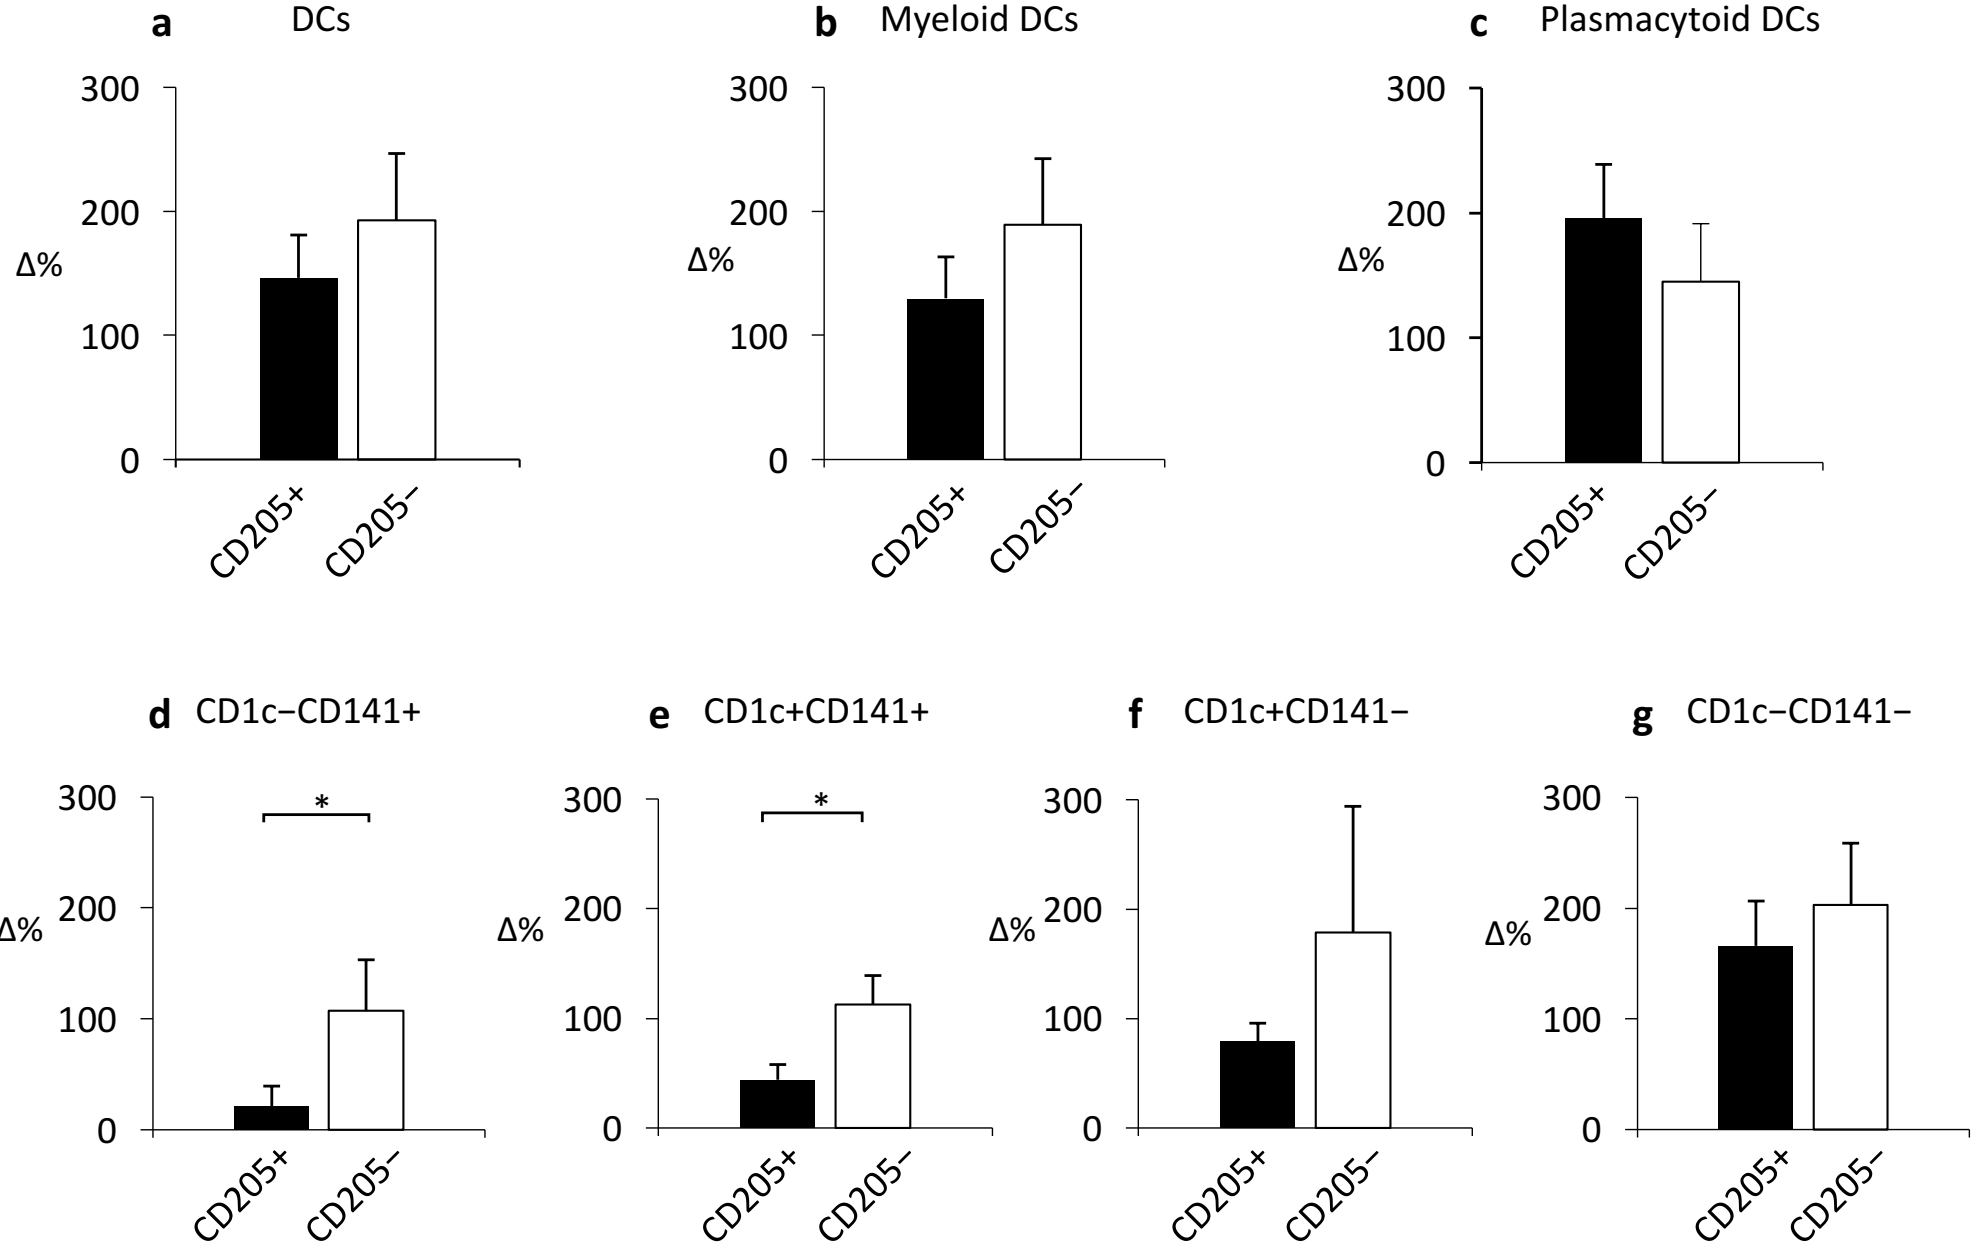 a DCs
300
200
100
0
Δ%
CD205+
CD205−
b Myeloid DCs
300
200
100
0
Δ%
CD205+
CD205−
c Plasmacytoid DCs
300
200
100
0
Δ%
CD205+
CD205−
d CD1c−CD141+
300
200
100
0
Δ%
*
CD205+
CD205−
e CD1c+CD141+
300
200
100
0
Δ%
*
CD205+
CD205−
f CD1c+CD141−
300
200
100
0
Δ%
CD205+
CD205−
g CD1c−CD141−
300
200
100
0
Δ%
CD205+
CD205−